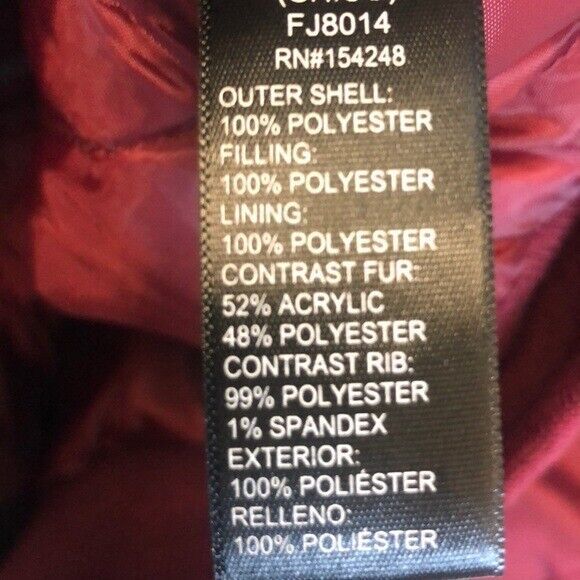 FJ8014
RN#154248
OUTER SHELL:
100% POLYESTER
FILLING:
100% POLYESTER
LINING:
100% POLYESTER
CONTRAST FUR:
52% ACRYLIC
48% POLYESTER
CONTRAST RIB:
99% POLYESTER
1% SPANDEX
EXTERIOR:
100% POLIÉSTER
RELLENO:
100% POLIÉSTER